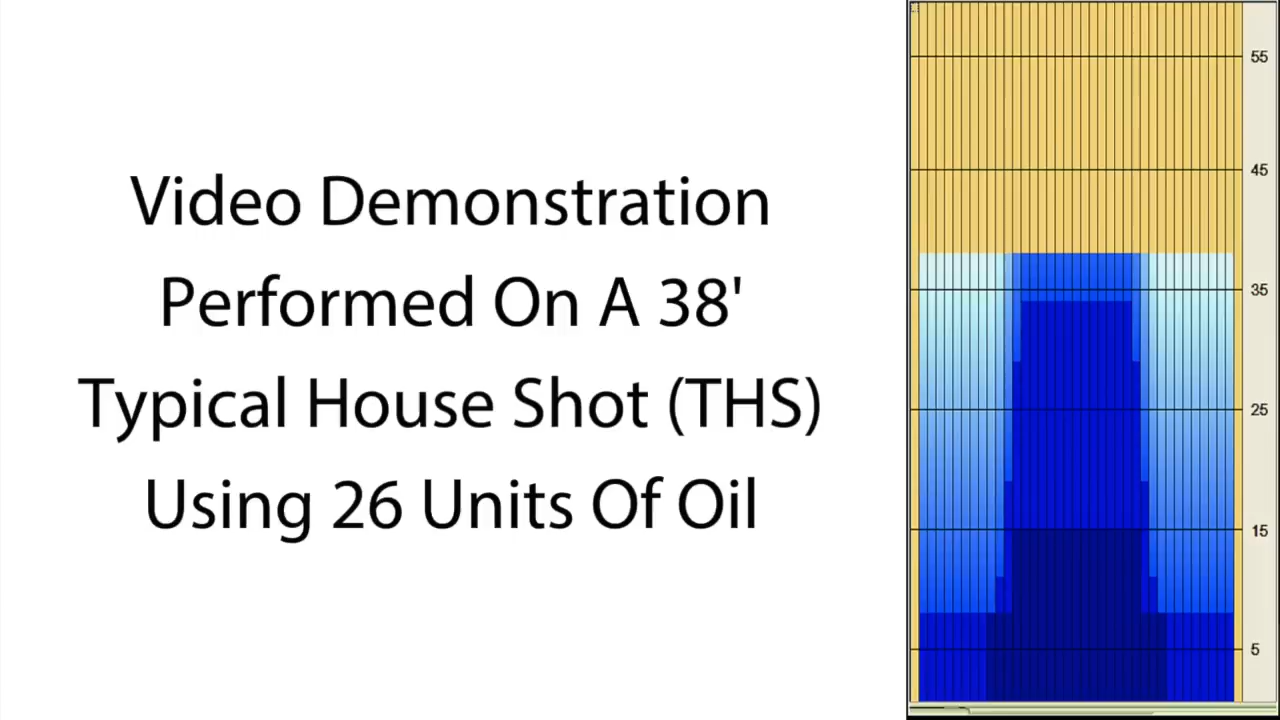 Video Demonstration
Performed On A 38'
Typical House Shot (THS)
Using 26 Units Of Oil
55
45
35
25
15
5